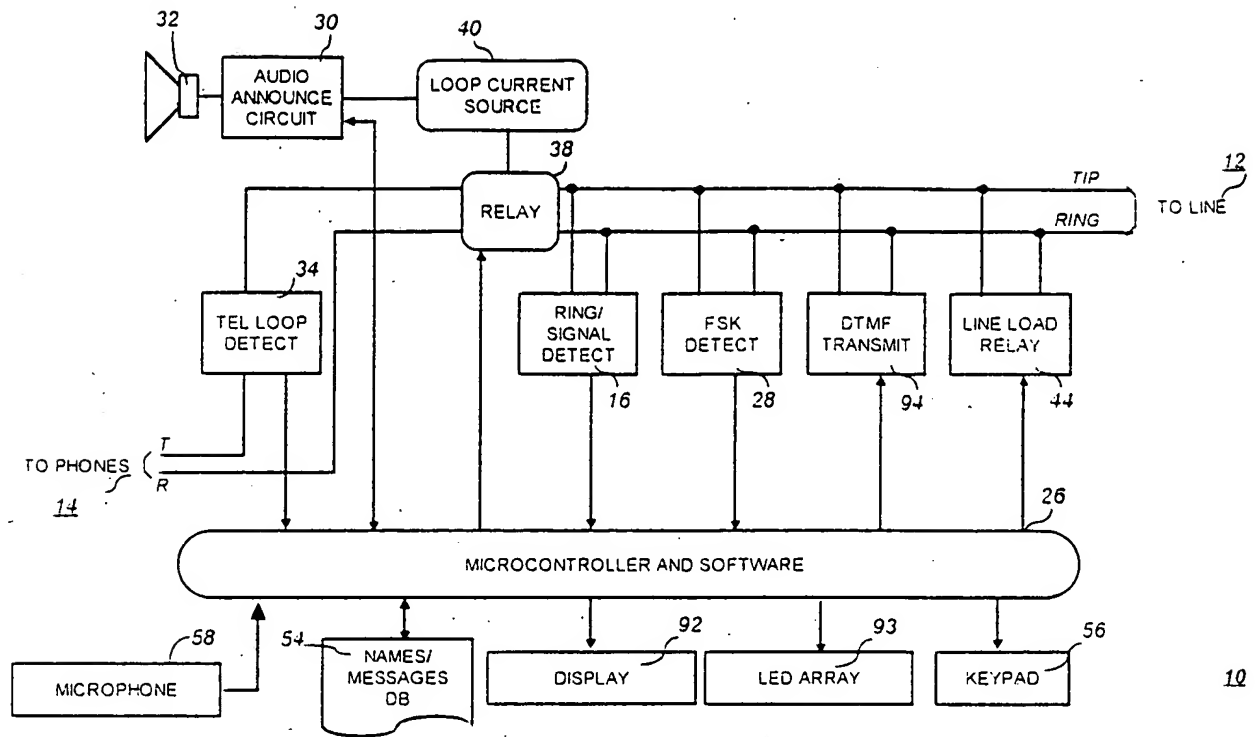 32
30
40
AUDIO
ANNOUNCE
CIRCUIT
LOOP CURRENT
SOURCE
38
RELAY
TIP
RING
12
TO LINE
34
TEL LOOP
DETECT
RING/
SIGNAL
DETECT
16
FSK
DETECT
28
DTMF
TRANSMIT
94
LINE LOAD
RELAY
44
TO PHONES
T
R
14
26
MICROCONTROLLER AND SOFTWARE
58
MICROPHONE
54
NAMES/
MESSAGES
DB
92
DISPLAY
93
LED ARRAY
56
KEYPAD
10